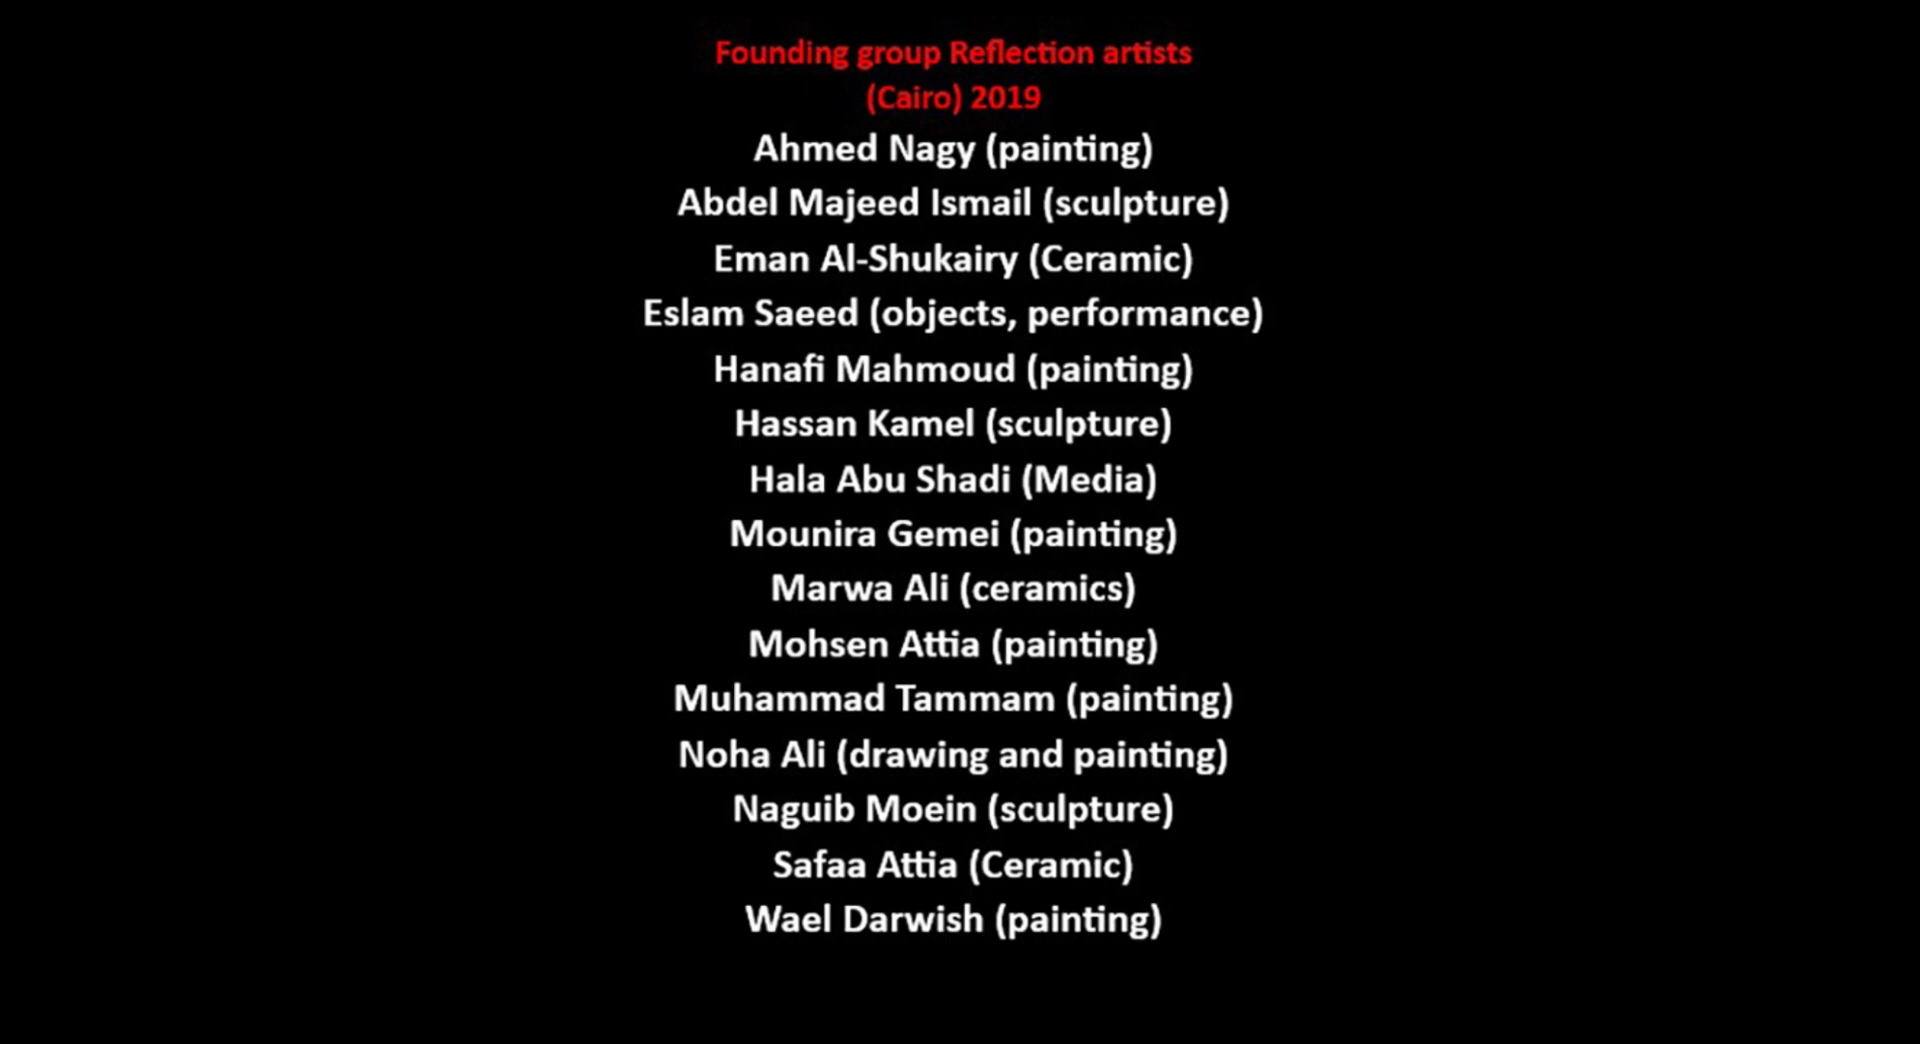 Founding group Reflection artists
(Cairo) 2019
Ahmed Nagy (painting)
Abdel Majeed Ismail (sculpture)
Eman Al-Shukairy (Ceramic)
Eslam Saeed (objects, performance)
Hanafi Mahmoud (painting)
Hassan Kamel (sculpture)
Hala Abu Shadi (Media)
Mounira Gemei (painting)
Marwa Ali (ceramics)
Mohsen Attia (painting)
Muhammad Tammam (painting)
Noha Ali (drawing and painting)
Naguib Moein (sculpture)
Safaa Attia (Ceramic)
Wael Darwish (painting)